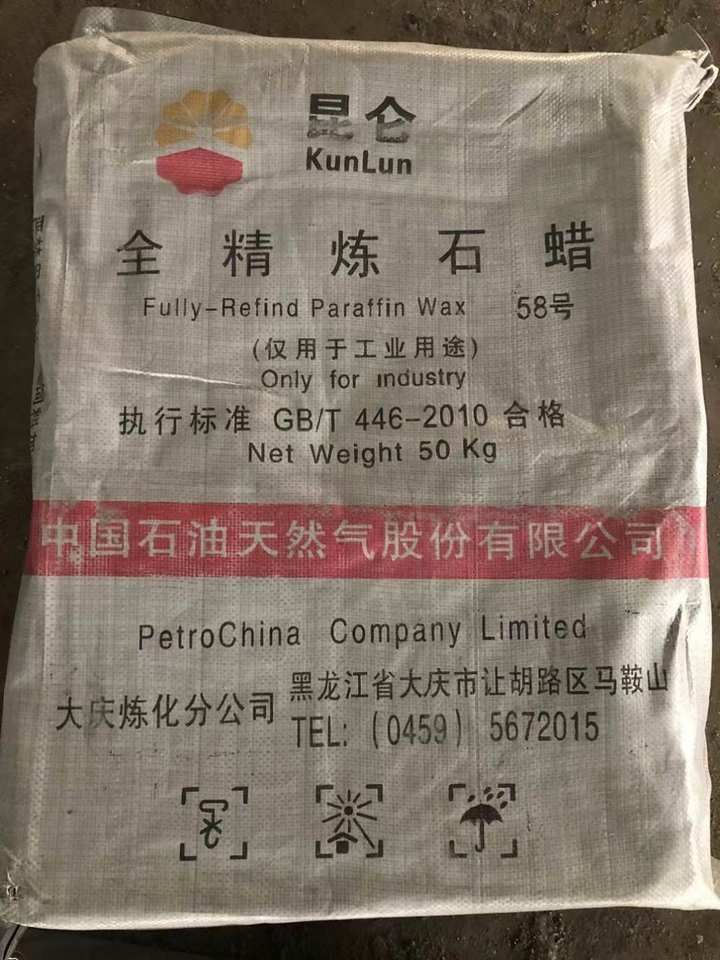 昆仑
KunLun
全精炼石蜡
Fully-Refind Paraffin Wax 58号
(仅用于工业用途)
Only for industry
执行标准 GB/T 446-2010 合格
Net Weight 50 Kg
中国石油天然气股份有限公司
PetroChina Company Limited
大庆炼化分公司
黑龙江省大庆市让胡路区马鞍山
TEL: (0459) 5672015